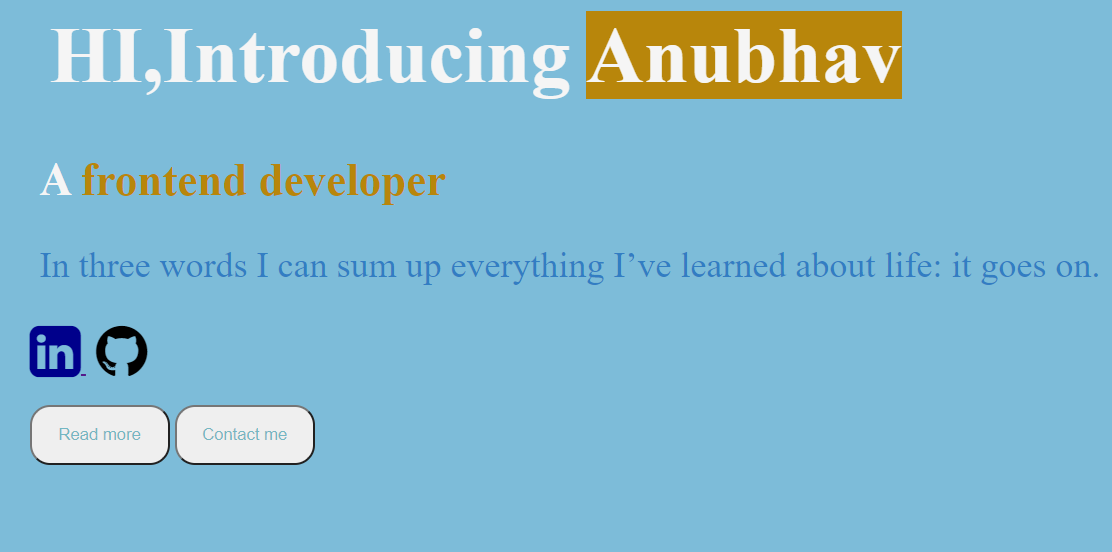 HI,Introducing Anubhav
A frontend developer
In three words I can sum up everything I’ve learned about life: it goes on.
in
Read more
Contact me